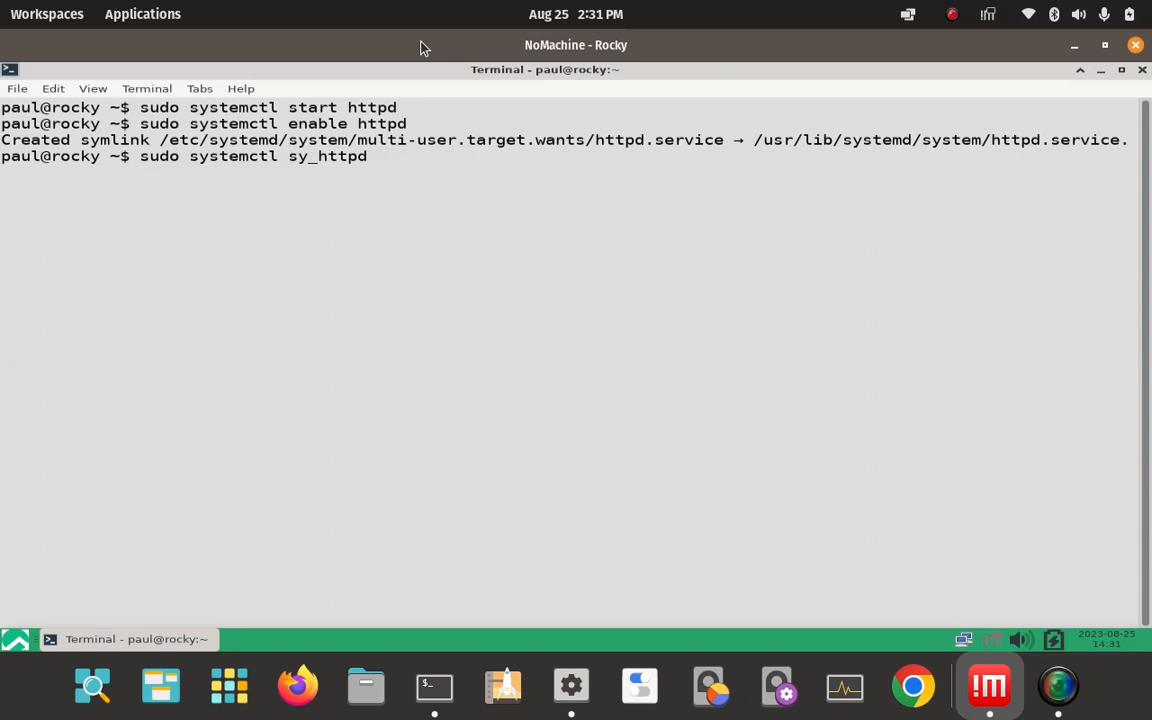 Workspaces Applications Aug 25 2:31 PM
NoMachine - Rocky
Terminal - paul@rocky:~
File Edit View Terminal Tabs Help
paul@rocky ~$ sudo systemctl start httpd
paul@rocky ~$ sudo systemctl enable httpd
Created symlink /etc/systemd/system/multi-user.target.wants/httpd.service → /usr/lib/systemd/system/httpd.service.
paul@rocky ~$ sudo systemctl sy_httpd
Terminal - paul@rocky:~
2023-08-25
14:31
$_
!M